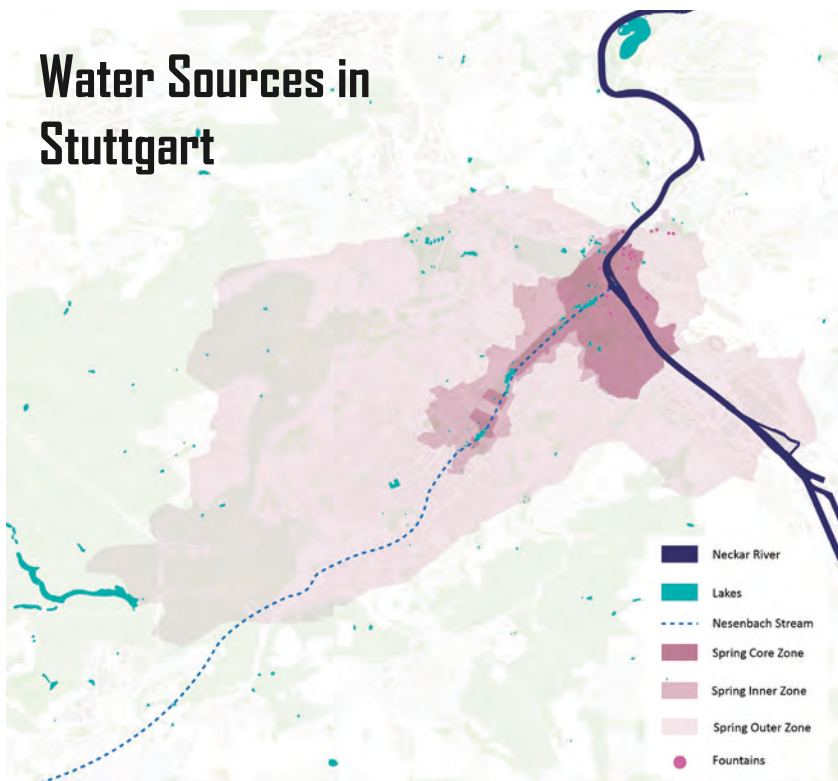 Water Sources in
Stuttgart
Neckar River
Lakes
Nesenbach Stream
Spring Core Zone
Spring Inner Zone
Spring Outer Zone
Fountains